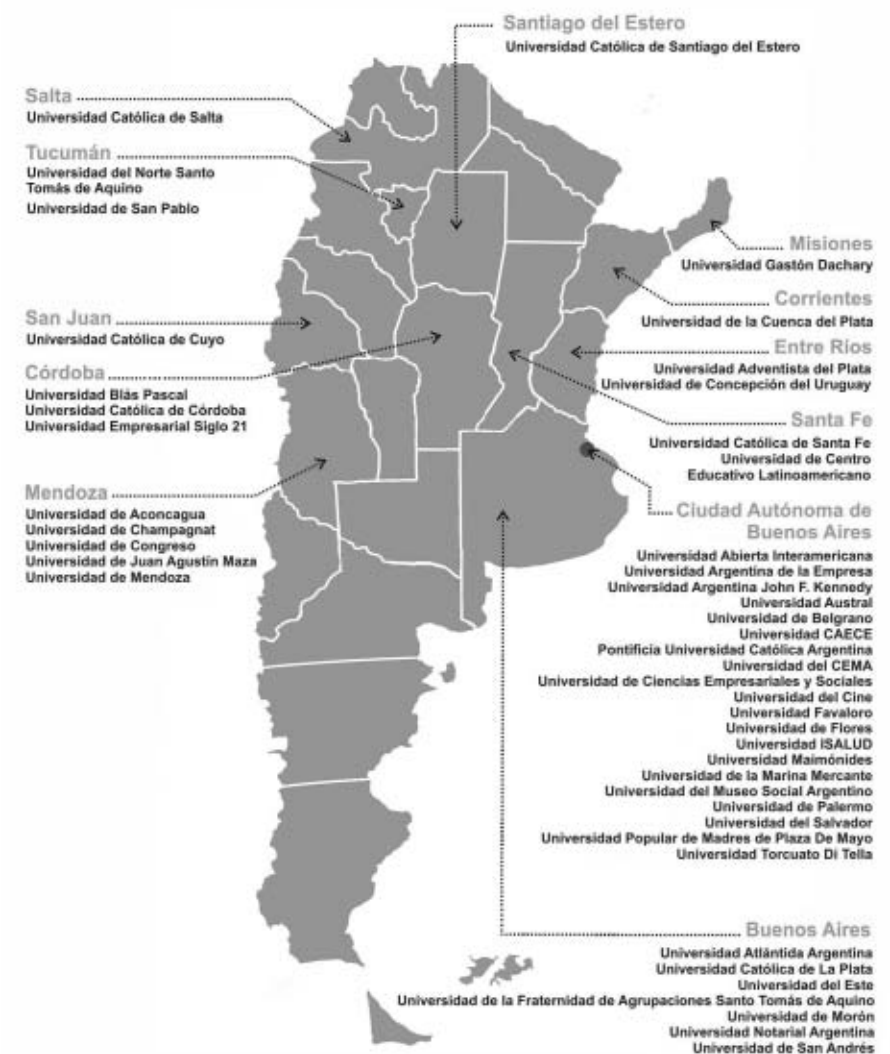 Santiago del Estero
Universidad Católica de Santiago del Estero
Salta
Universidad Católica de Salta
Tucumán
Universidad del Norte Santo
Tomás de Aquino
Universidad de San Pablo
Misiones
Universidad Gastón Dachary
Corrientes
Universidad de la Cuenca del Plata
San Juan
Universidad Católica de Cuyo
Entre Ríos
Universidad Adventista del Plata
Universidad de Concepción del Uruguay
Córdoba
Universidad Blás Pascal
Universidad Católica de Córdoba
Universidad Empresarial Siglo 21
Santa Fe
Universidad Católica de Santa Fe
Universidad de Centro
Educativo Latinoamericano
Mendoza
Universidad de Aconcagua
Universidad de Champagnat
Universidad de Congreso
Universidad de Juan Agustín Maza
Universidad de Mendoza
Ciudad Autónoma de
Buenos Aires
Universidad Abierta Interamericana
Universidad Argentina de la Empresa
Universidad Argentina John F. Kennedy
Universidad Austral
Universidad de Belgrano
Universidad CAECE
Pontificia Universidad Católica Argentina
Universidad del CEMA
Universidad de Ciencias Empresariales y Sociales
Universidad del Cine
Universidad Favaloro
Universidad de Flores
Universidad ISALUD
Universidad Maimónides
Universidad de la Marina Mercante
Universidad del Museo Social Argentino
Universidad de Palermo
Universidad del Salvador
Universidad Popular de Madres de Plaza De Mayo
Universidad Torcuato Di Tella
Buenos Aires
Universidad Atlántida Argentina
Universidad Católica de La Plata
Universidad del Este
Universidad de la Fraternidad de Agrupaciones Santo Tomás de Aquino
Universidad de Morón
Universidad Notarial Argentina
Universidad de San Andrés